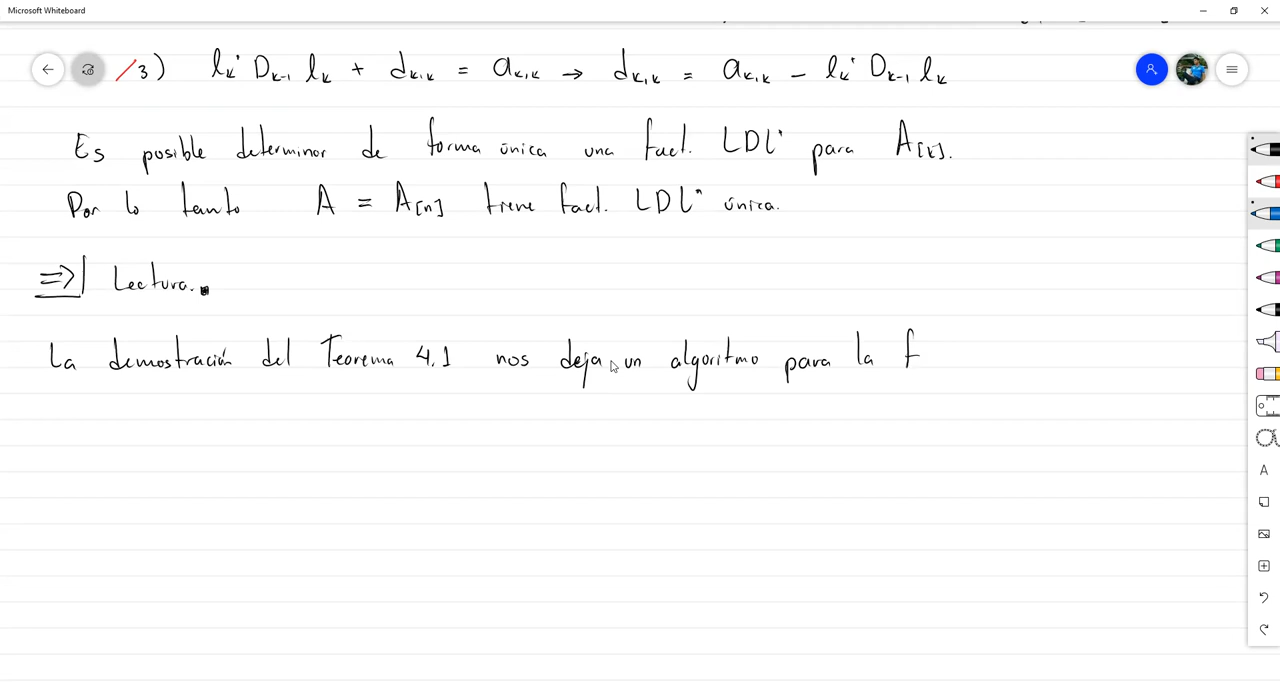 Microsoft Whiteboard
3) lₖ* Dₖ₋₁ lₖ + dₖ,ₖ = aₖ,ₖ → dₖ,ₖ = aₖ,ₖ − lₖ* Dₖ₋₁ lₖ
Es posible determinar de forma única una fact. LDL* para A[k].
Por lo tanto A = A[n] tiene fact. LDL* única.
⇒| Lectura.
La demostración del Teorema 4.1 nos deja un algoritmo para la f
A